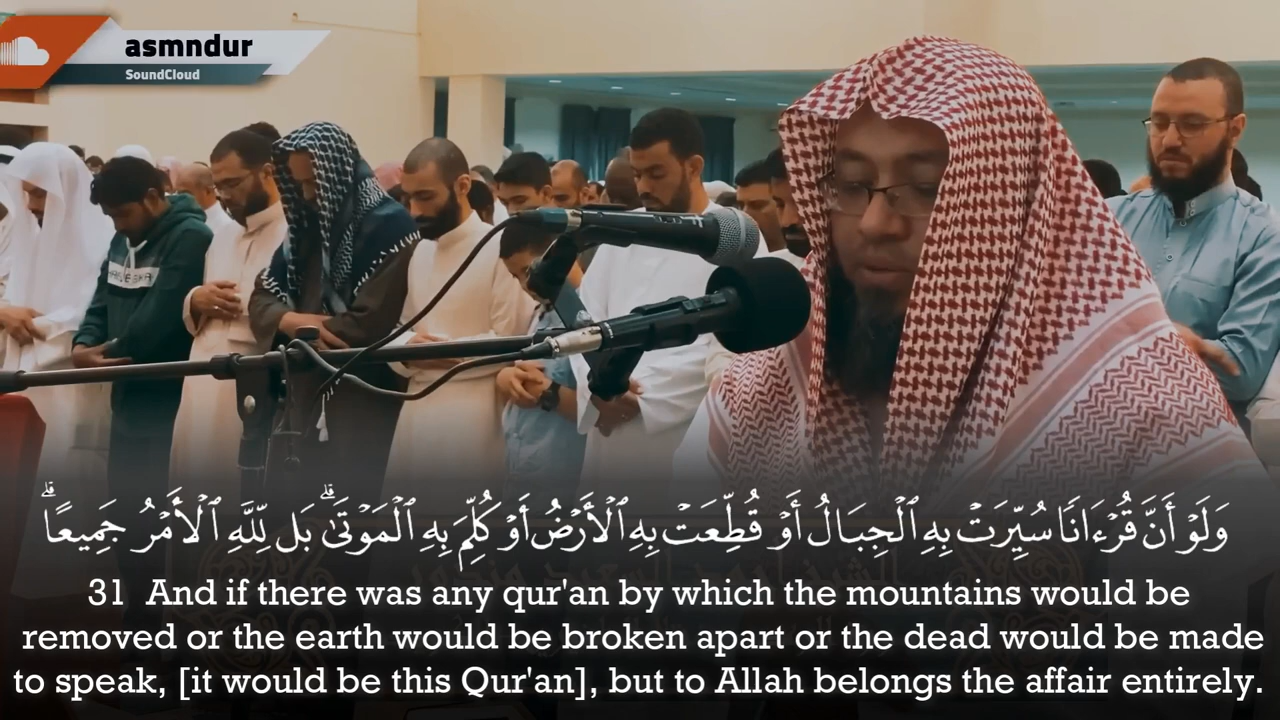 asmndur
SoundCloud
وَلَوْ أَنَّ قُرْءَانًا سُيِّرَتْ بِهِ ٱلْجِبَالُ أَوْ قُطِّعَتْ بِهِ ٱلْأَرْضُ أَوْ كُلِّمَ بِهِ ٱلْمَوْتَىٰۗ بَل لِّلَّهِ ٱلْأَمْرُ جَمِيعًاۗ
31 And if there was any qur'an by which the mountains would be
removed or the earth would be broken apart or the dead would be made
to speak, [it would be this Qur'an], but to Allah belongs the affair entirely.